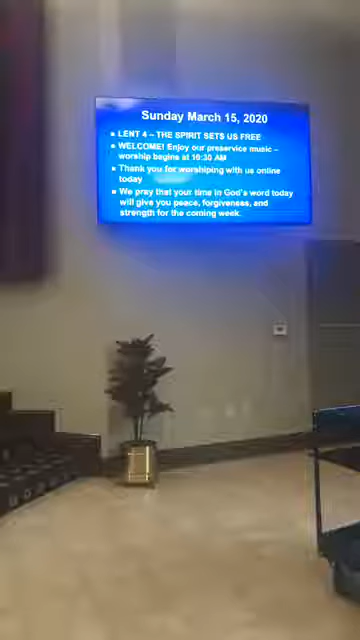 Sunday March 15, 2020
▪ LENT 4 – THE SPIRIT SETS US FREE
▪ WELCOME! Enjoy our preservice music –
worship begins at 10:30 AM
▪ Thank you for worshiping with us online
today
▪ We pray that your time in God's word today
will give you peace, forgiveness, and
strength for the coming week.